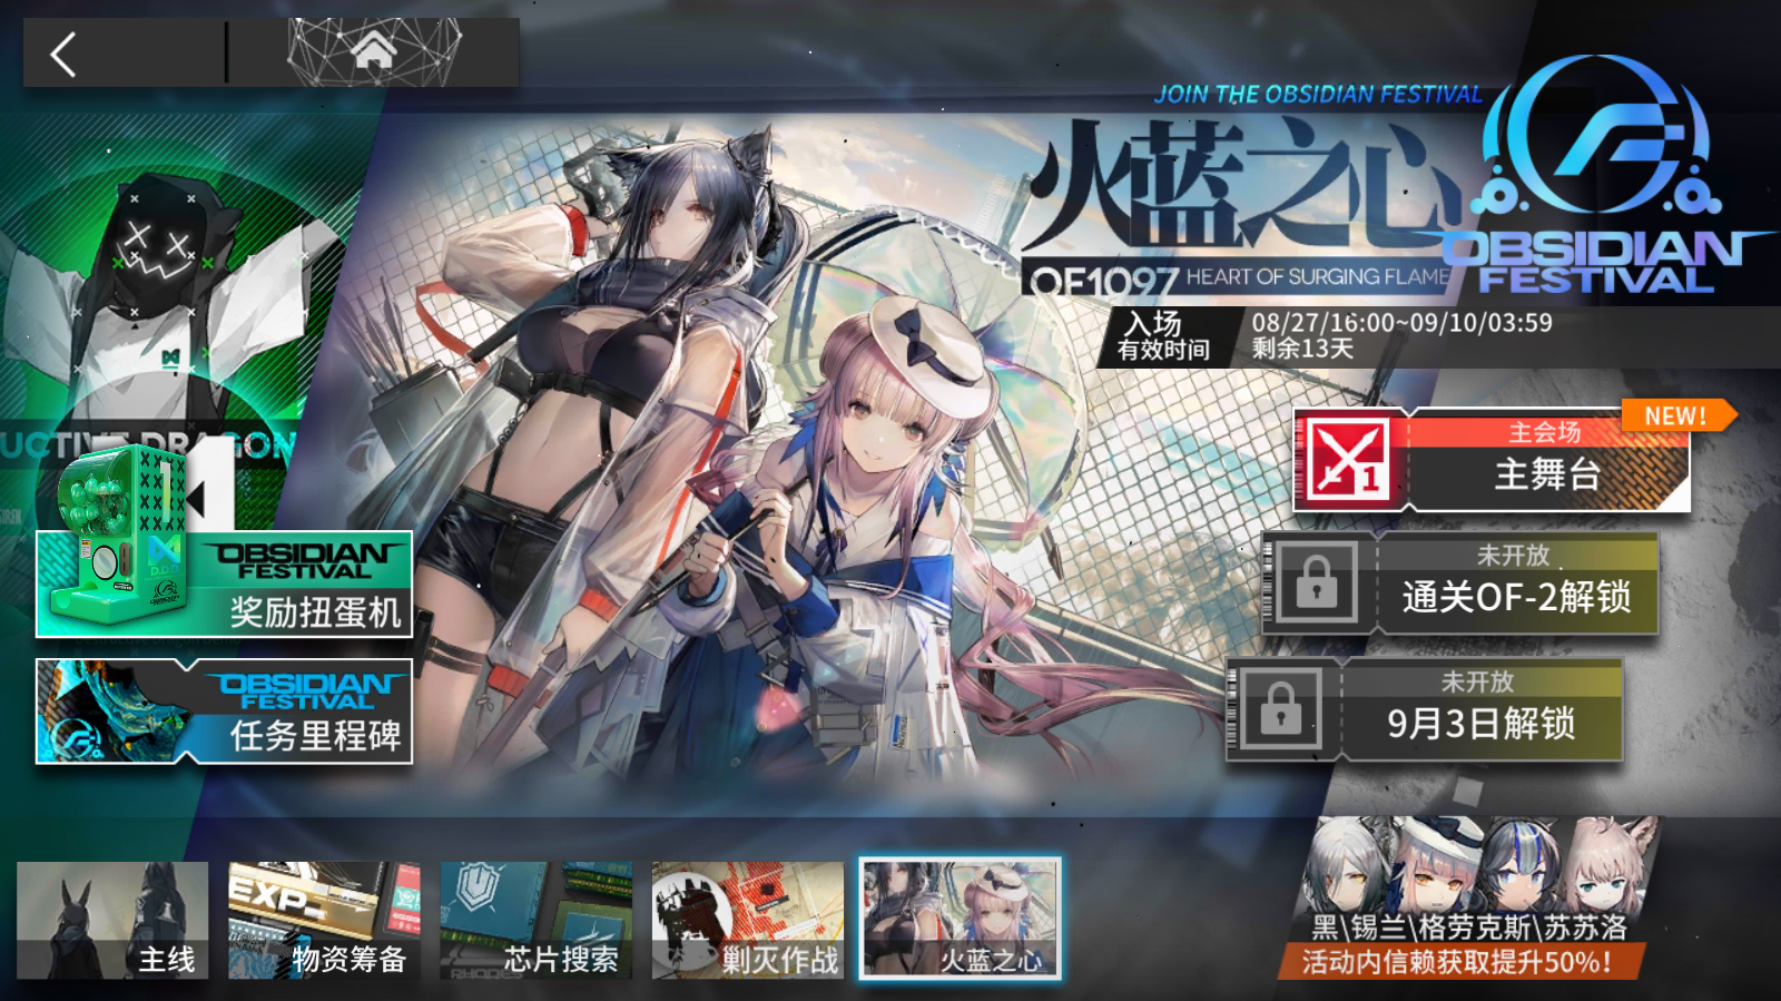 JOIN THE OBSIDIAN FESTIVAL
火蓝之心
OF1097 HEART OF SURGING FLAME
OBSIDIAN
FESTIVAL
入场
有效时间
08/27/16:00~09/10/03:59
剩余13天
NEW!
主会场
主舞台
1
未开放
通关OF-2解锁
未开放
9月3日解锁
UCTIVE DRAGON
OBSIDIAN
FESTIVAL
奖励扭蛋机
OBSIDIAN
FESTIVAL
任务里程碑
主线
EXP
物资筹备
芯片搜索
剿灭作战
火蓝之心
黑\锡兰\格劳克斯\苏苏洛
活动内信赖获取提升50%!